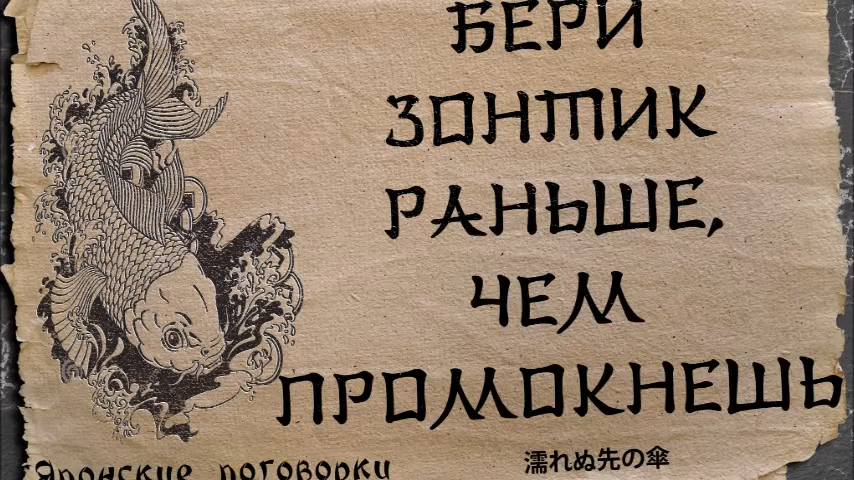 БЕРИ
ЗОНТИК
РАНЬШЕ,
ЧЕМ
ПРОМОКНЕШЬ
Японские поговорки
濡れぬ先の傘